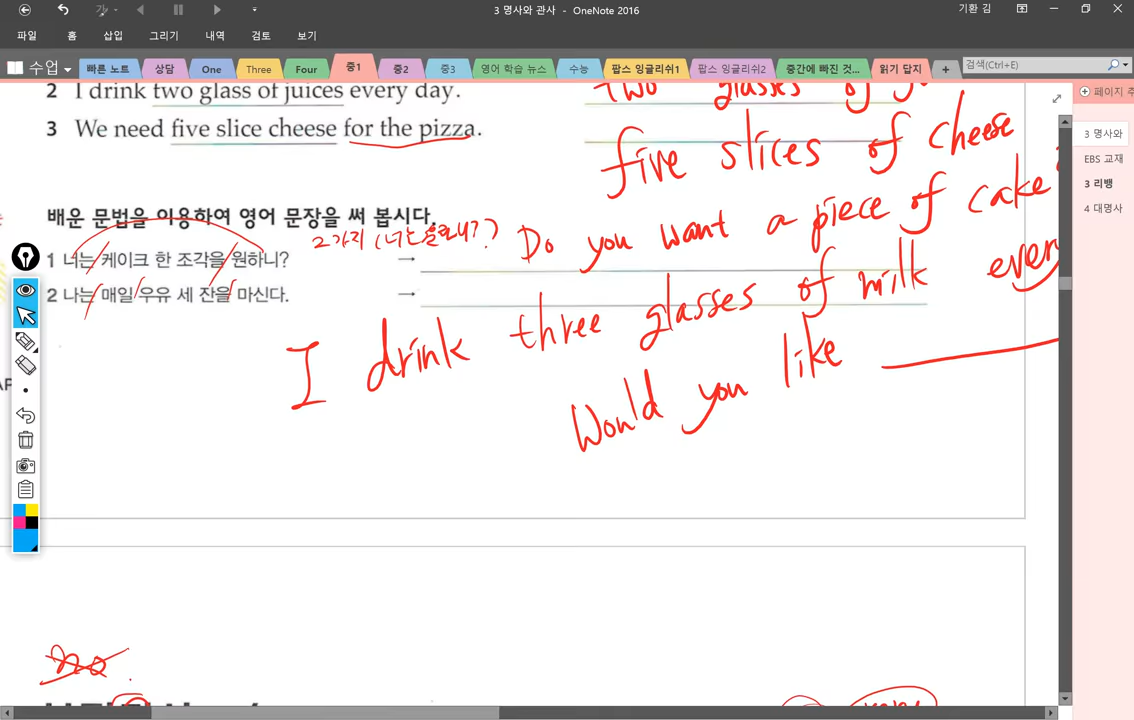 3 명사와 관사 - OneNote 2016
기환 김
파일 홈 삽입 그리기 내역 검토 보기
수업 빠른 노트 상담 One Three Four 중1 중2 중3 영어 학습 뉴스 수능 팝스 잉글리쉬1 팝스 잉글리쉬2 중간에 빠진 것... 읽기 답지 + 검색(Ctrl+E)
페이지 추
3 명사와
EBS 교재
3 리뱅
4 대명사
2 I drink two glass of juices every day.
two glasses of
3 We need five slice cheese for the pizza.
five slices of cheese
배운 문법을 이용하여 영어 문장을 써 봅시다.
2가지 (너는 을 ??)
1 너는 케이크 한 조각을 원하니? →
Do you want a piece of cake
2 나는 매일 우유 세 잔을 마신다. →
I drink three glasses of milk every
Would you like
no